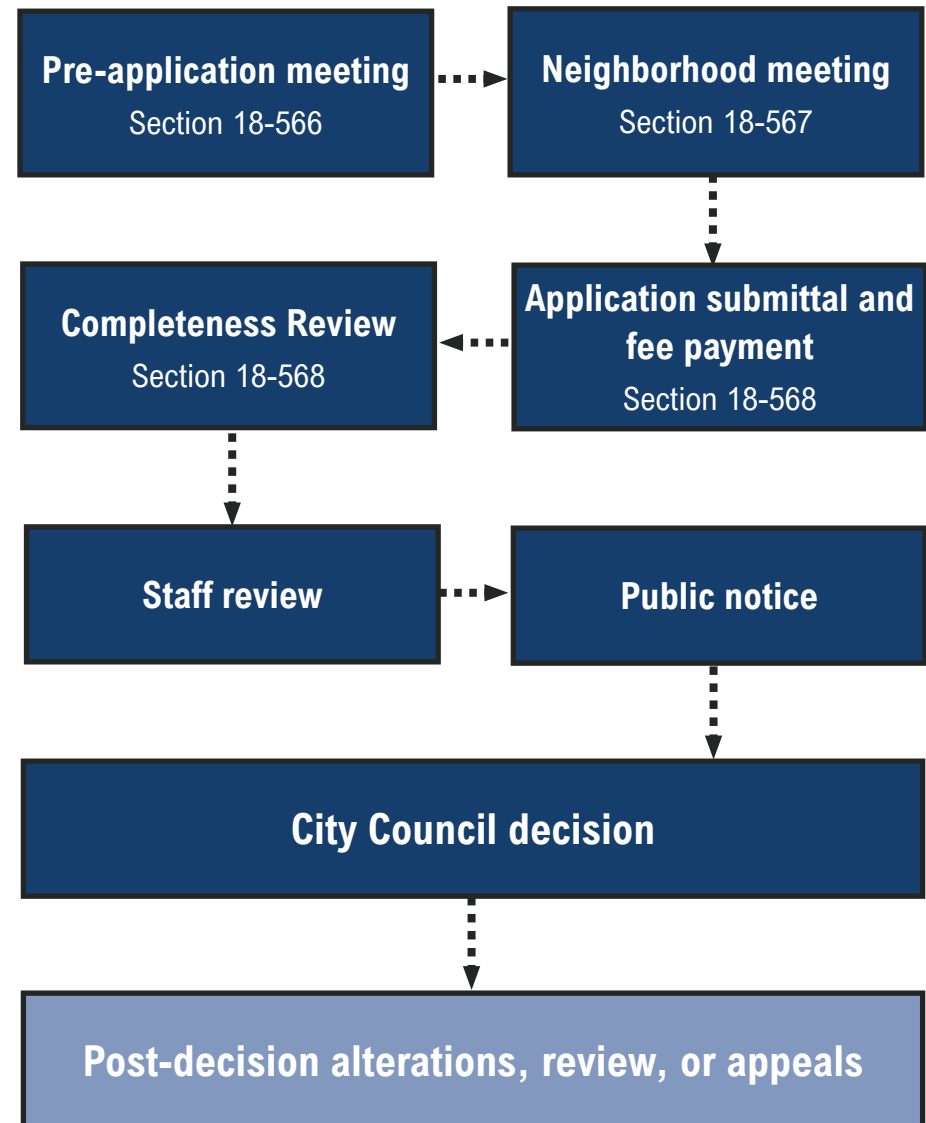 Pre-application meeting
Section 18-566
Neighborhood meeting
Section 18-567
Application submittal and
fee payment
Section 18-568
Completeness Review
Section 18-568
Staff review
Public notice
City Council decision
Post-decision alterations, review, or appeals